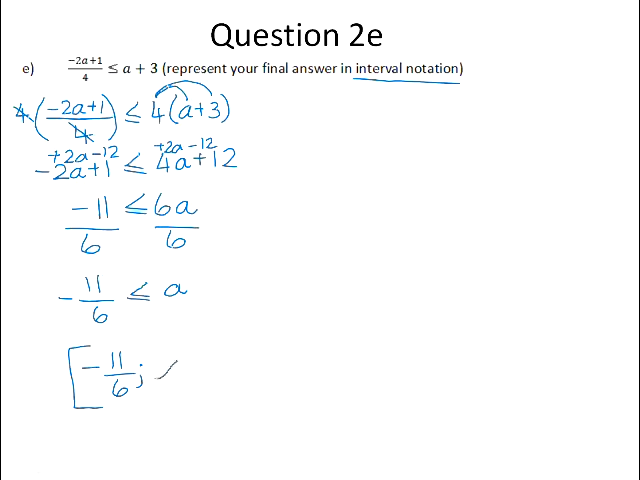 Question 2e
e) (-2a+1)/4 ≤ a + 3 (represent your final answer in interval notation)
4((-2a+1)/4) ≤ 4(a+3)
+2a-12 +2a-12
-2a+1 ≤ 4a+12
-11/6 ≤ 6a/6
-11/6 ≤ a
[-11/6;